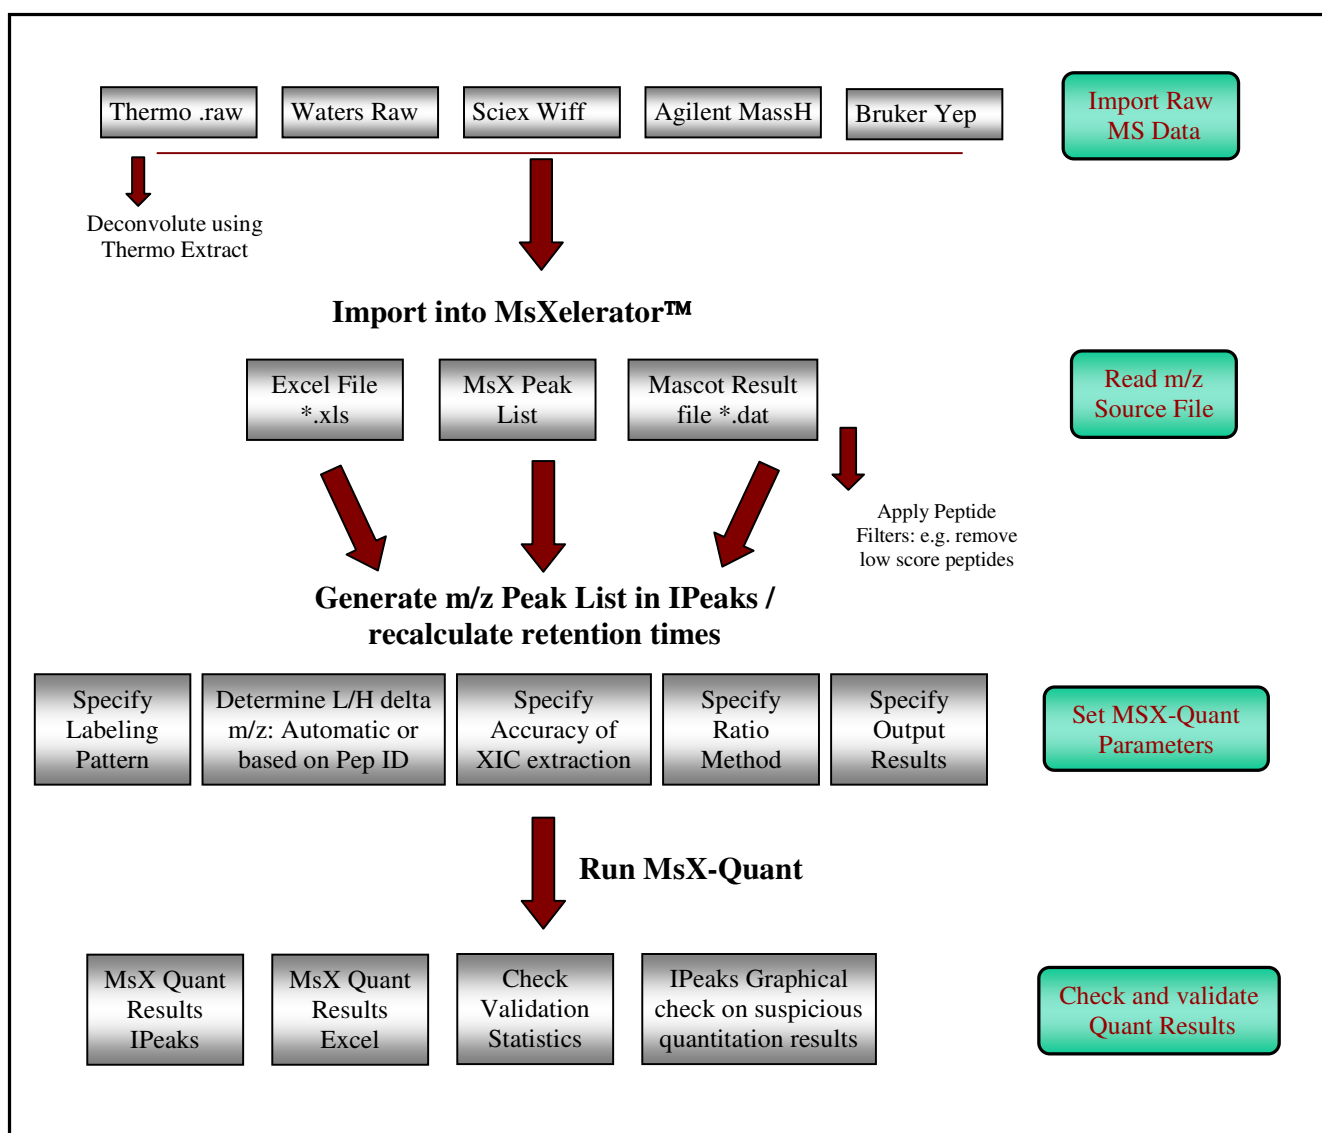 Thermo .raw
Waters Raw
Sciex Wiff
Agilent MassH
Bruker Yep
Import Raw
MS Data
Deconvolute using
Thermo Extract
Import into MsXelerator™
Excel File
*.xls
MsX Peak
List
Mascot Result
file *.dat
Read m/z
Source File
Apply Peptide
Filters: e.g. remove
low score peptides
Generate m/z Peak List in IPeaks /
recalculate retention times
Specify
Labeling
Pattern
Determine L/H delta
m/z: Automatic or
based on Pep ID
Specify
Accuracy of
XIC extraction
Specify
Ratio
Method
Specify
Output
Results
Set MSX-Quant
Parameters
Run MsX-Quant
MsX Quant
Results
IPeaks
MsX Quant
Results
Excel
Check
Validation
Statistics
IPeaks Graphical
check on suspicious
quantitation results
Check and validate
Quant Results